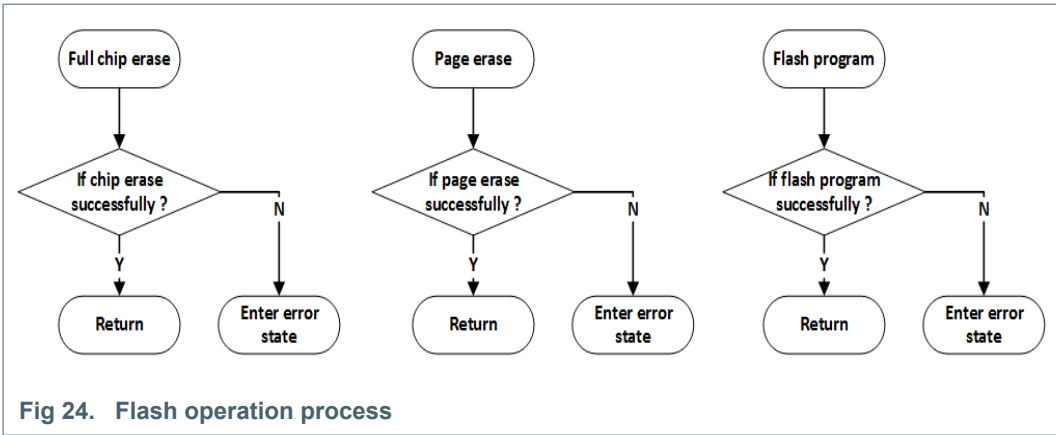 Full chip erase
If chip erase
successfully ?
N
Y
Return
Enter error
state
Page erase
If page erase
successfully ?
N
Y
Return
Enter error
state
Flash program
If flash program
successfully ?
N
Y
Return
Enter error
state
Fig 24. Flash operation process